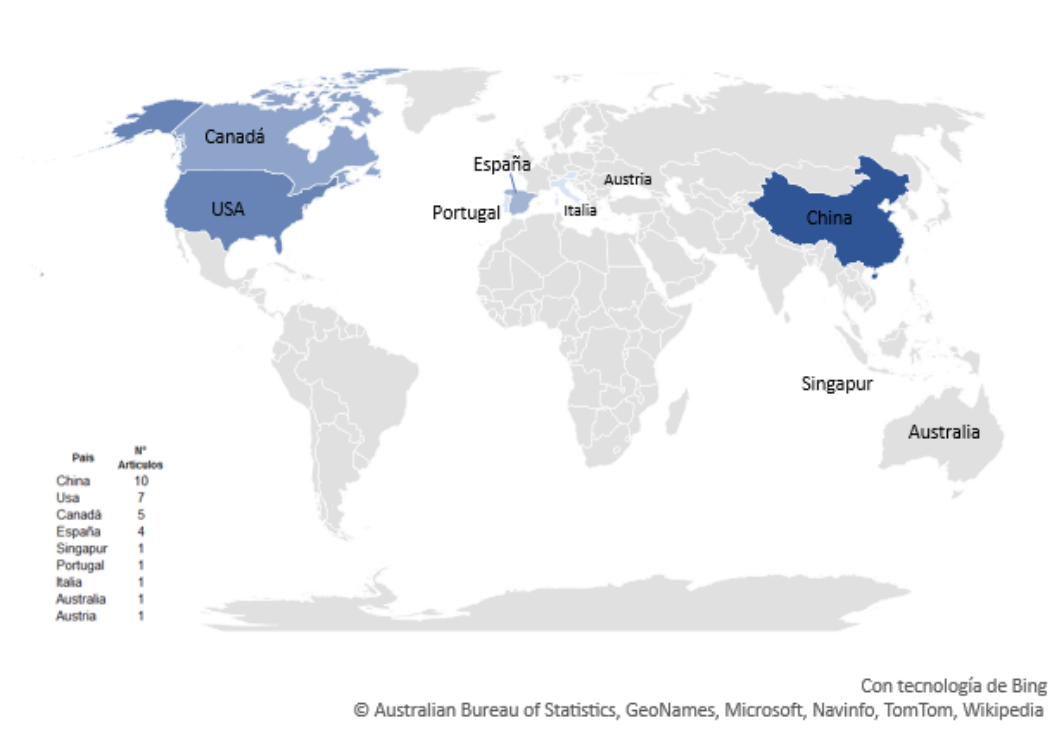 Canadá
España
Austria
USA
Portugal
Italia
China
Singapur
Australia
Pais N° Articulos
China 10
Usa 7
Canadá 5
España 4
Singapur 1
Portugal 1
Italia 1
Australia 1
Austria 1
Con tecnología de Bing
© Australian Bureau of Statistics, GeoNames, Microsoft, Navinfo, TomTom, Wikipedia